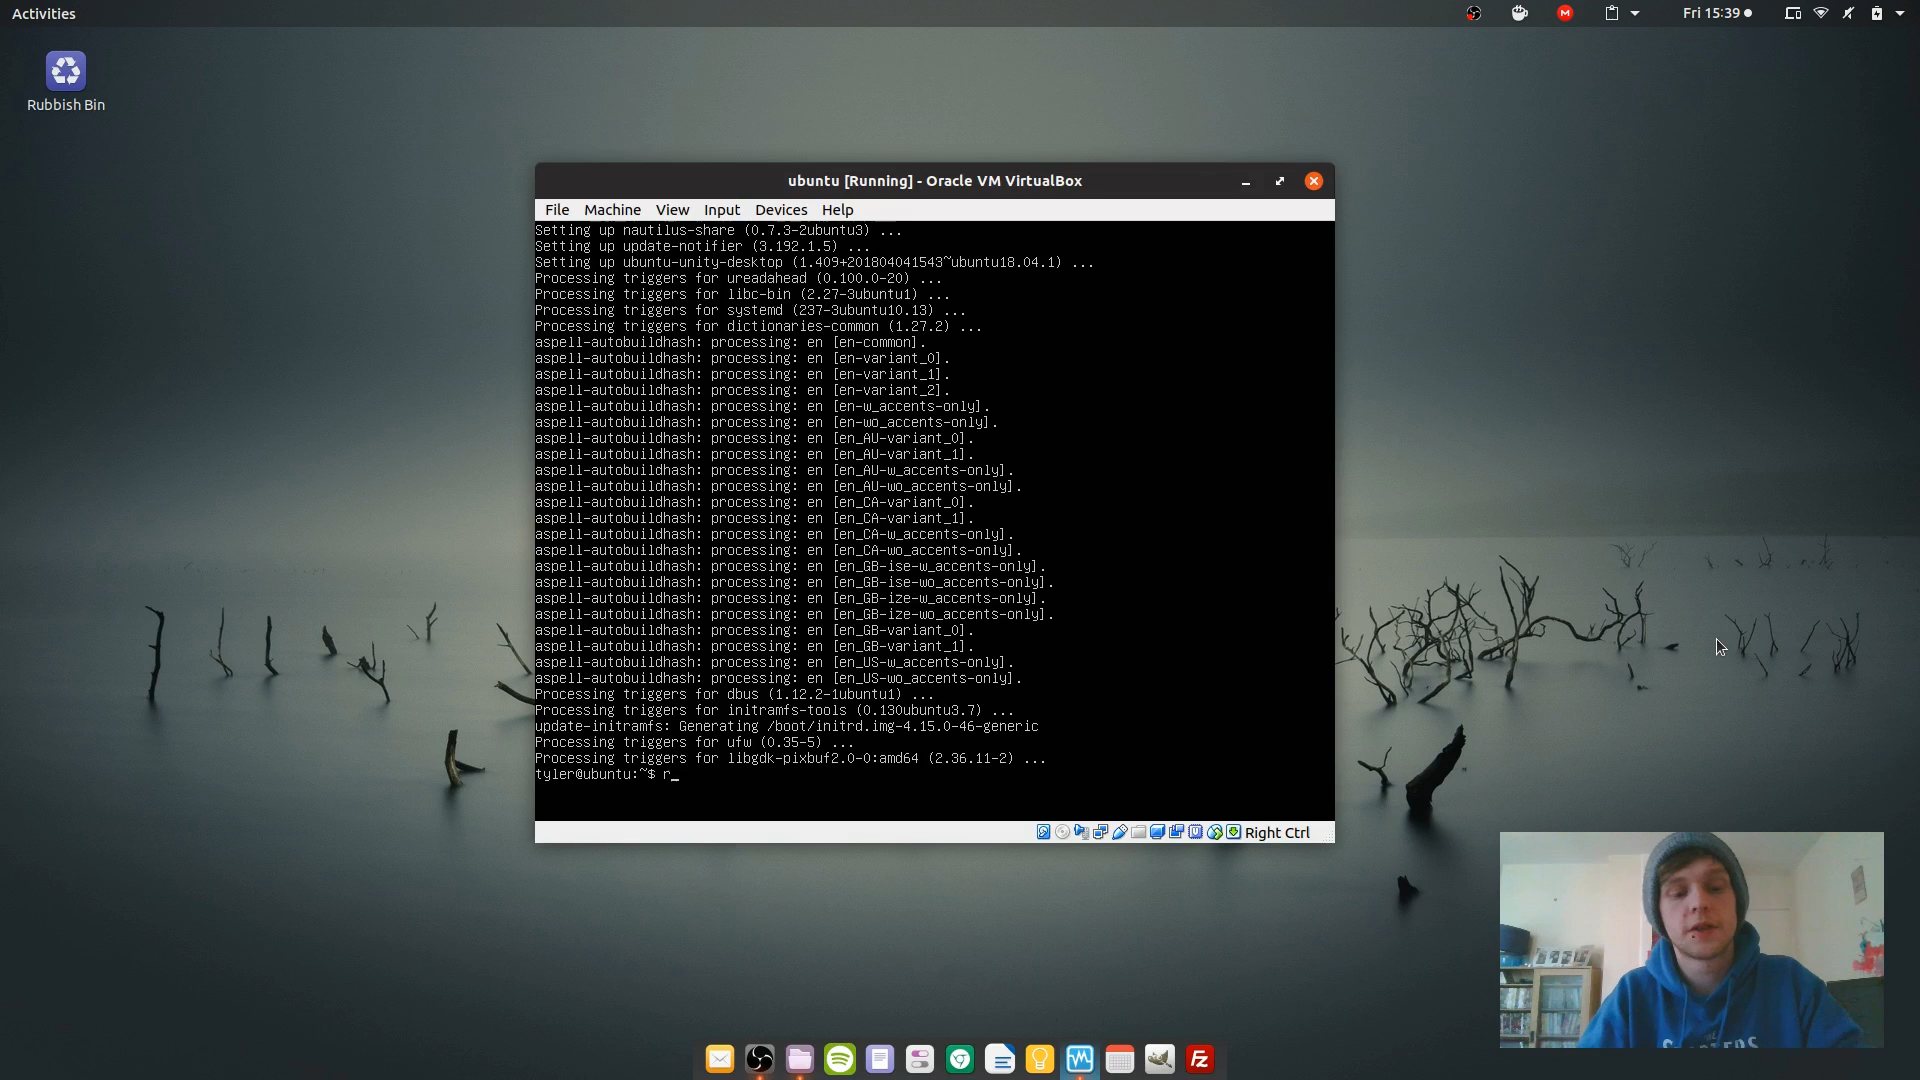 Activities
M
Fri 15:39
Rubbish Bin
ubuntu [Running] - Oracle VM VirtualBox
File Machine View Input Devices Help
Setting up nautilus-share (0.7.3-2ubuntu3) ...
Setting up update-notifier (3.192.1.5) ...
Setting up ubuntu-unity-desktop (1.409+201804041543~ubuntu18.04.1) ...
Processing triggers for ureadahead (0.100.0-20) ...
Processing triggers for libc-bin (2.27-3ubuntu1) ...
Processing triggers for systemd (237-3ubuntu10.13) ...
Processing triggers for dictionaries-common (1.27.2) ...
aspell-autobuildhash: processing: en [en-common].
aspell-autobuildhash: processing: en [en-variant_0].
aspell-autobuildhash: processing: en [en-variant_1].
aspell-autobuildhash: processing: en [en-variant_2].
aspell-autobuildhash: processing: en [en-w_accents-only].
aspell-autobuildhash: processing: en [en-wo_accents-only].
aspell-autobuildhash: processing: en [en_AU-variant_0].
aspell-autobuildhash: processing: en [en_AU-variant_1].
aspell-autobuildhash: processing: en [en_AU-w_accents-only].
aspell-autobuildhash: processing: en [en_AU-wo_accents-only].
aspell-autobuildhash: processing: en [en_CA-variant_0].
aspell-autobuildhash: processing: en [en_CA-variant_1].
aspell-autobuildhash: processing: en [en_CA-w_accents-only].
aspell-autobuildhash: processing: en [en_CA-wo_accents-only].
aspell-autobuildhash: processing: en [en_GB-ise-w_accents-only].
aspell-autobuildhash: processing: en [en_GB-ise-wo_accents-only].
aspell-autobuildhash: processing: en [en_GB-ize-w_accents-only].
aspell-autobuildhash: processing: en [en_GB-ize-wo_accents-only].
aspell-autobuildhash: processing: en [en_GB-variant_0].
aspell-autobuildhash: processing: en [en_GB-variant_1].
aspell-autobuildhash: processing: en [en_US-w_accents-only].
aspell-autobuildhash: processing: en [en_US-wo_accents-only].
Processing triggers for dbus (1.12.2-1ubuntu1) ...
Processing triggers for initramfs-tools (0.130ubuntu3.7) ...
update-initramfs: Generating /boot/initrd.img-4.15.0-46-generic
Processing triggers for ufw (0.35-5) ...
Processing triggers for libgdk-pixbuf2.0-0:amd64 (2.36.11-2) ...
tyler@ubuntu:~$ r_
Right Ctrl
FZ